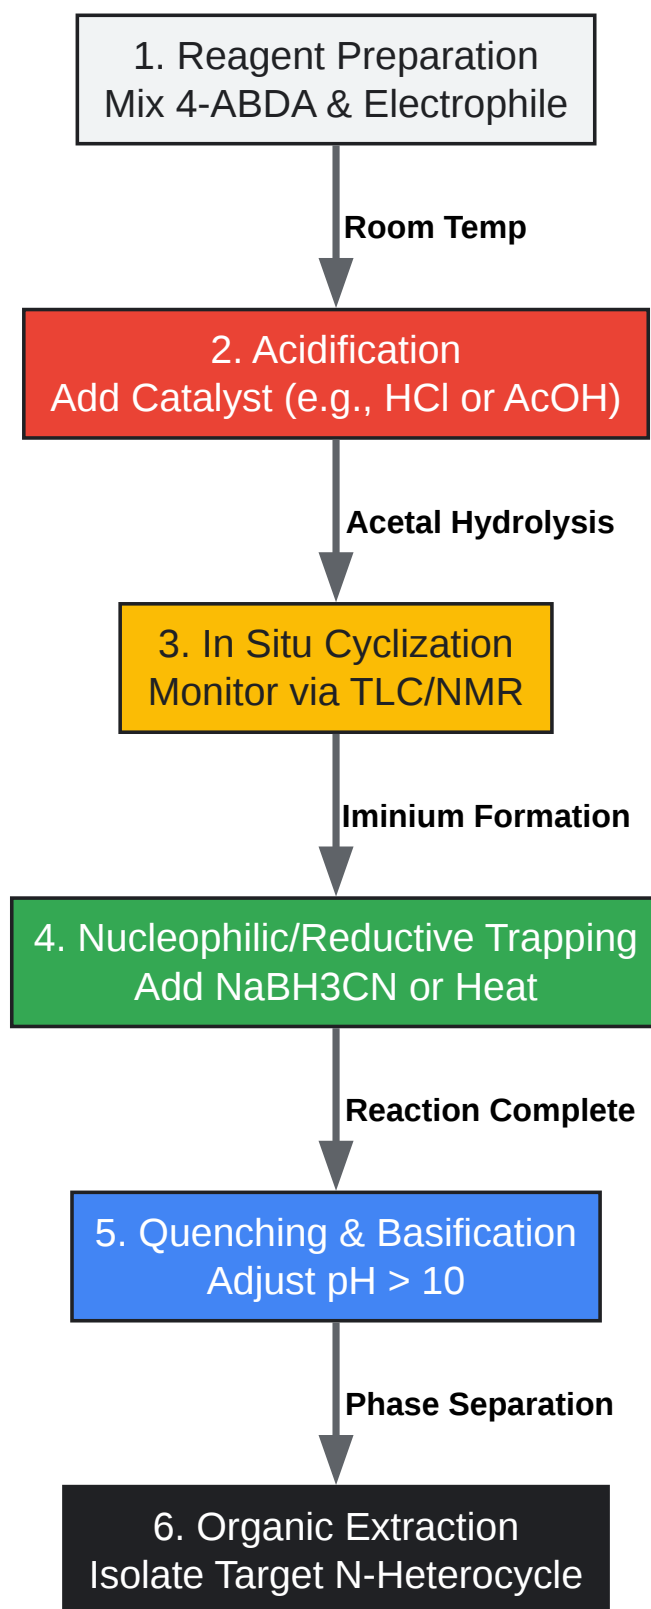 1. Reagent Preparation
Mix 4-ABDA & Electrophile
Room Temp
2. Acidification
Add Catalyst (e.g., HCl or AcOH)
Acetal Hydrolysis
3. In Situ Cyclization
Monitor via TLC/NMR
Iminium Formation
4. Nucleophilic/Reductive Trapping
Add NaBH3CN or Heat
Reaction Complete
5. Quenching & Basification
Adjust pH > 10
Phase Separation
6. Organic Extraction
Isolate Target N-Heterocycle